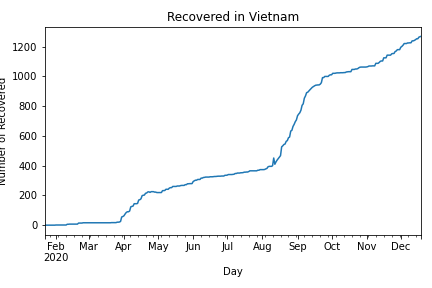 Recovered in Vietnam
Number of Recovered
1200
1000
800
600
400
200
0
Feb Mar Apr May Jun Jul Aug Sep Oct Nov Dec
2020
Day